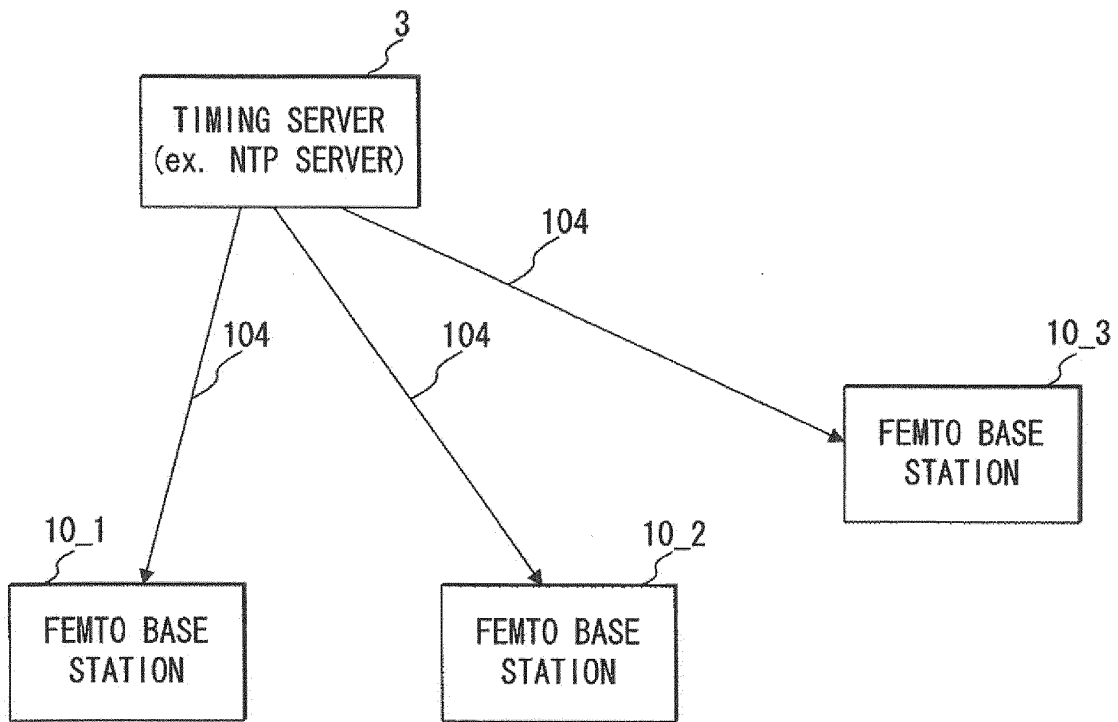 3
TIMING SERVER
(ex. NTP SERVER)
104
104
104
10_3
FEMTO BASE
STATION
10_1
FEMTO BASE
STATION
10_2
FEMTO BASE
STATION